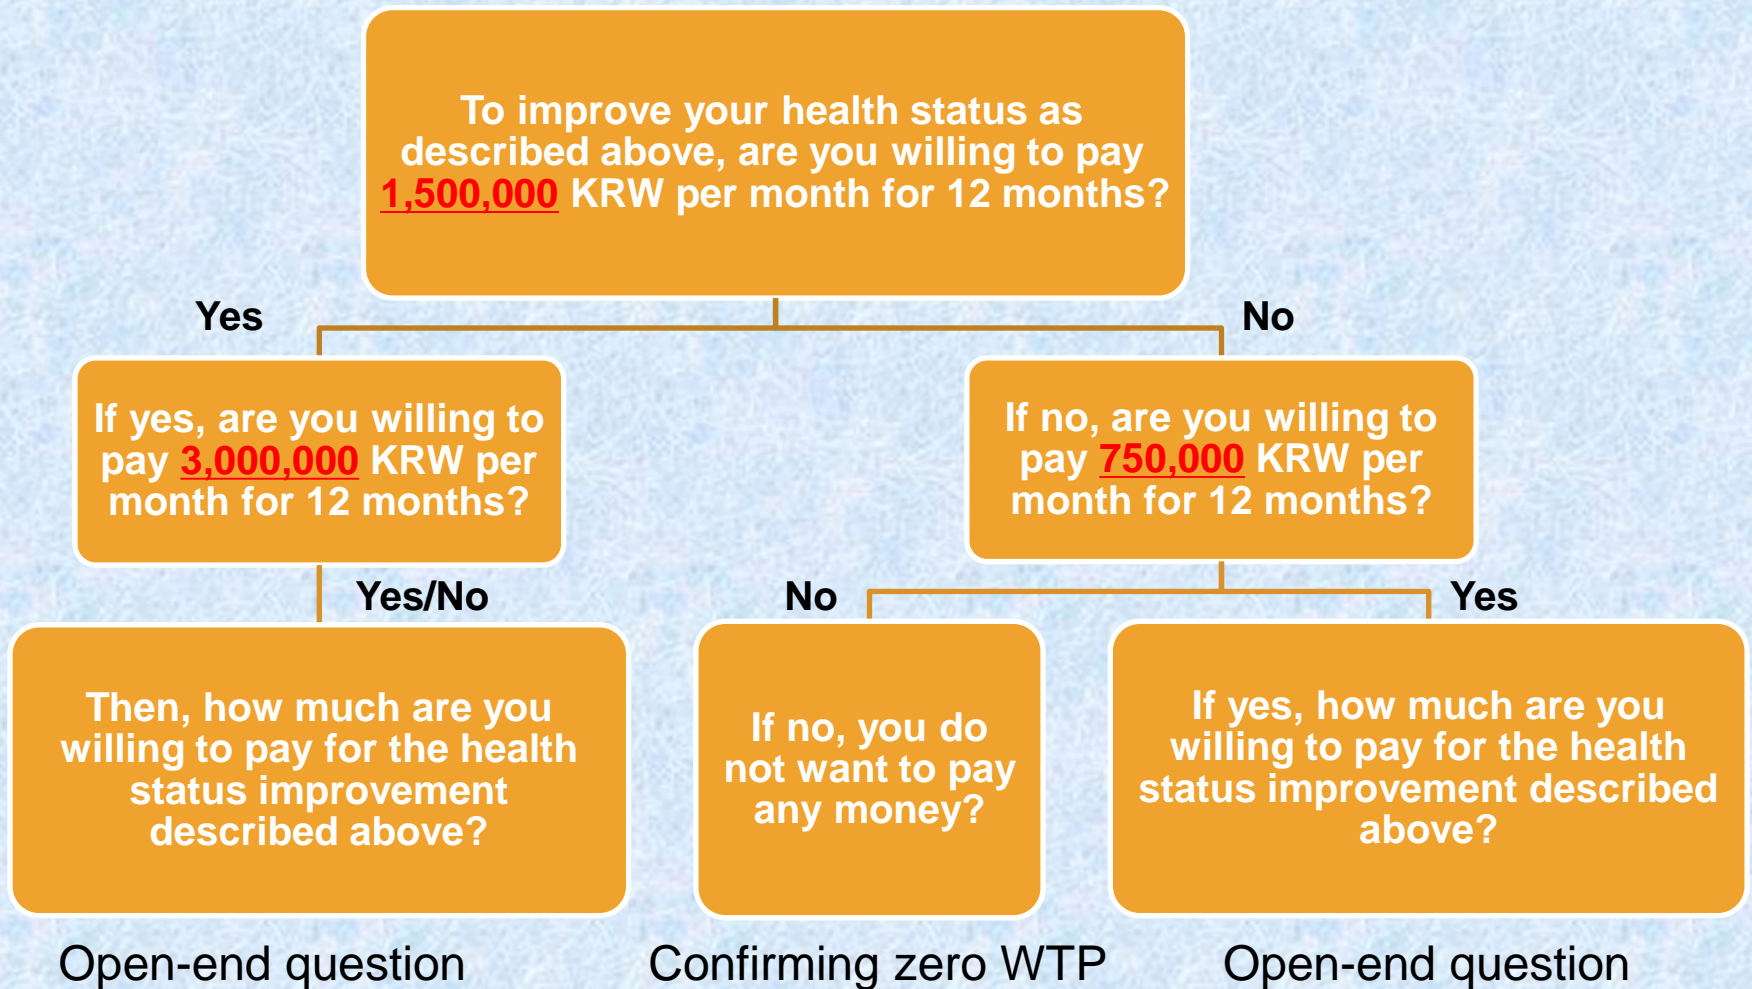 To improve your health status as
described above, are you willing to pay
1,500,000 KRW per month for 12 months?
Yes
No
If yes, are you willing to
pay 3,000,000 KRW per
month for 12 months?
If no, are you willing to
pay 750,000 KRW per
month for 12 months?
Yes/No
No
Yes
Then, how much are you
willing to pay for the health
status improvement
described above?
If no, you do
not want to pay
any money?
If yes, how much are you
willing to pay for the health
status improvement described
above?
Open-end question
Confirming zero WTP
Open-end question